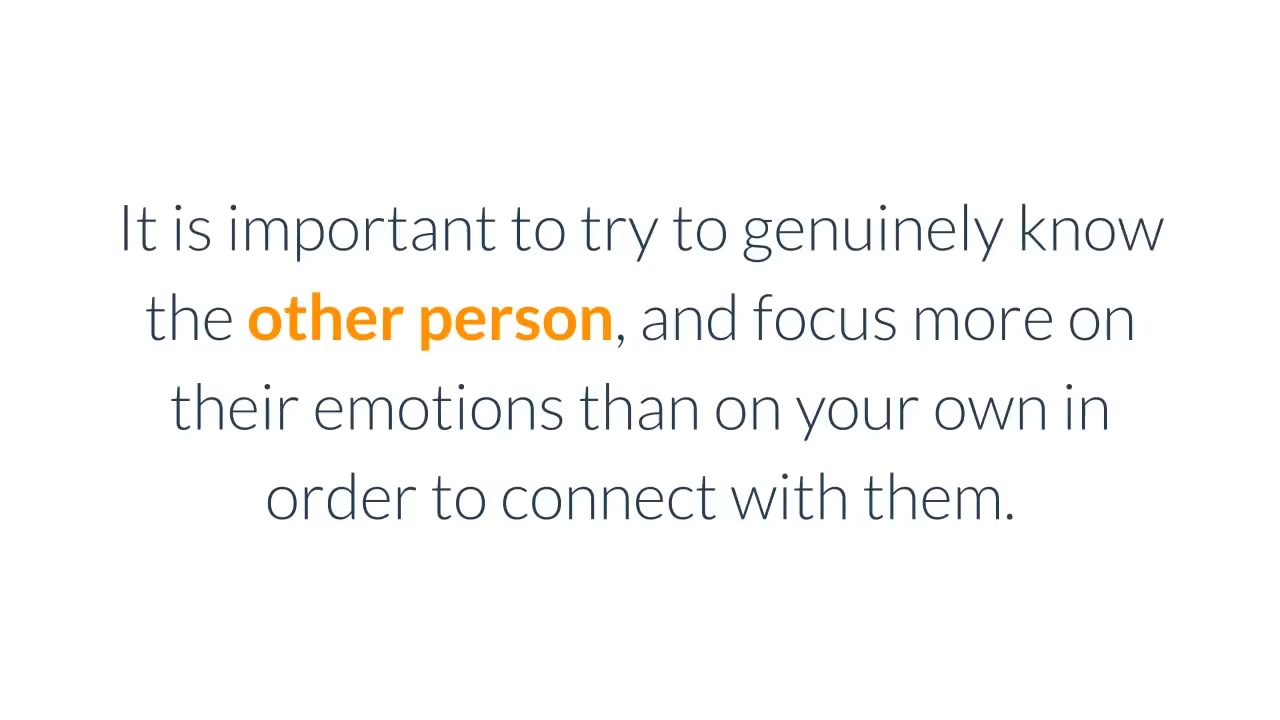 It is important to try to genuinely know
the other person, and focus more on
their emotions than on your own in
order to connect with them.